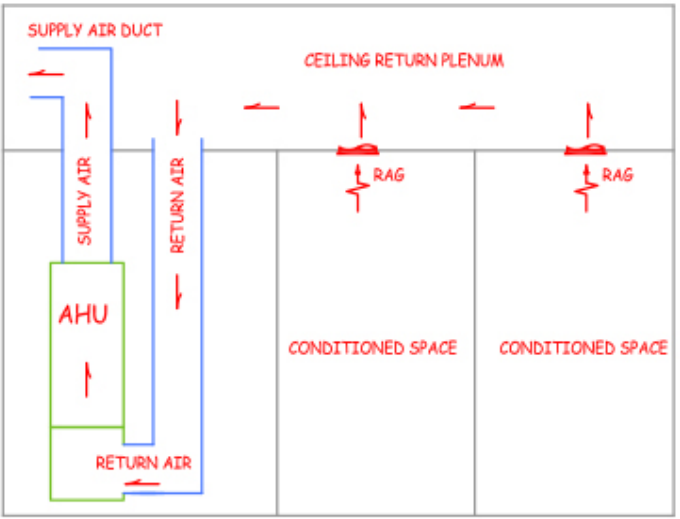 SUPPLY AIR DUCT
CEILING RETURN PLENUM
SUPPLY AIR
RETURN AIR
RAG
RAG
AHU
CONDITIONED SPACE
CONDITIONED SPACE
RETURN AIR